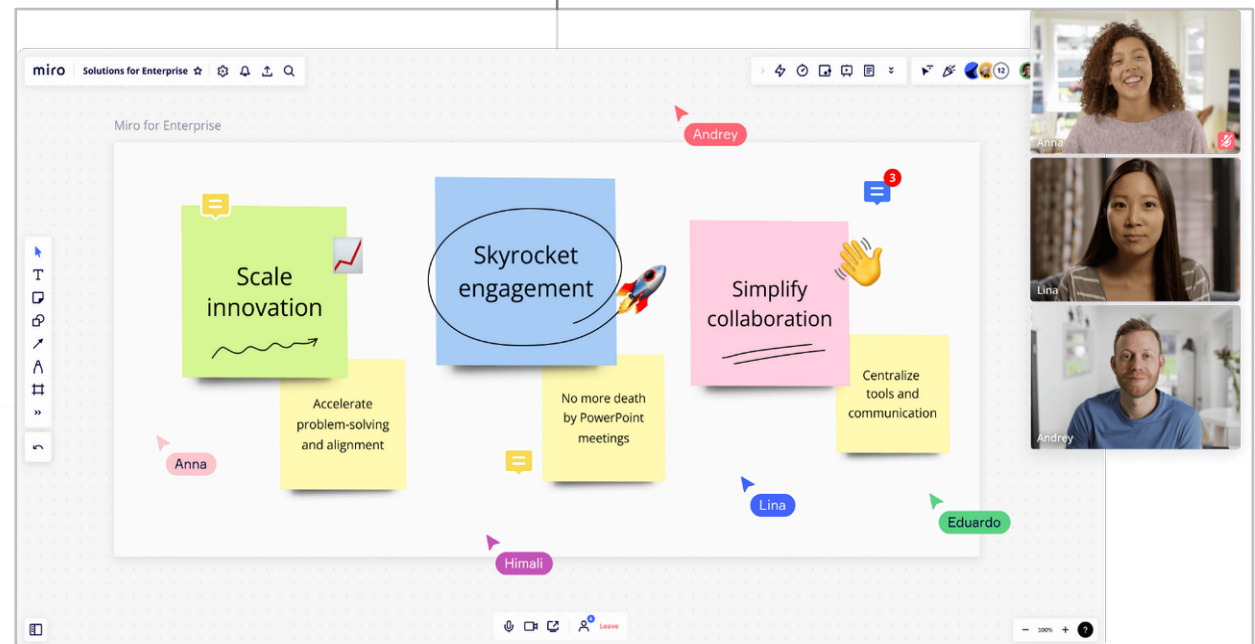 miro
Solutions for Enterprise
12
Miro for Enterprise
Andrey
3
Scale
innovation
Skyrocket
engagement
Simplify
collaboration
Accelerate
problem-solving
and alignment
No more death
by PowerPoint
meetings
Centralize
tools and
communication
Anna
Lina
Eduardo
Himali
Anna
Lina
Andrey
Leave
100%